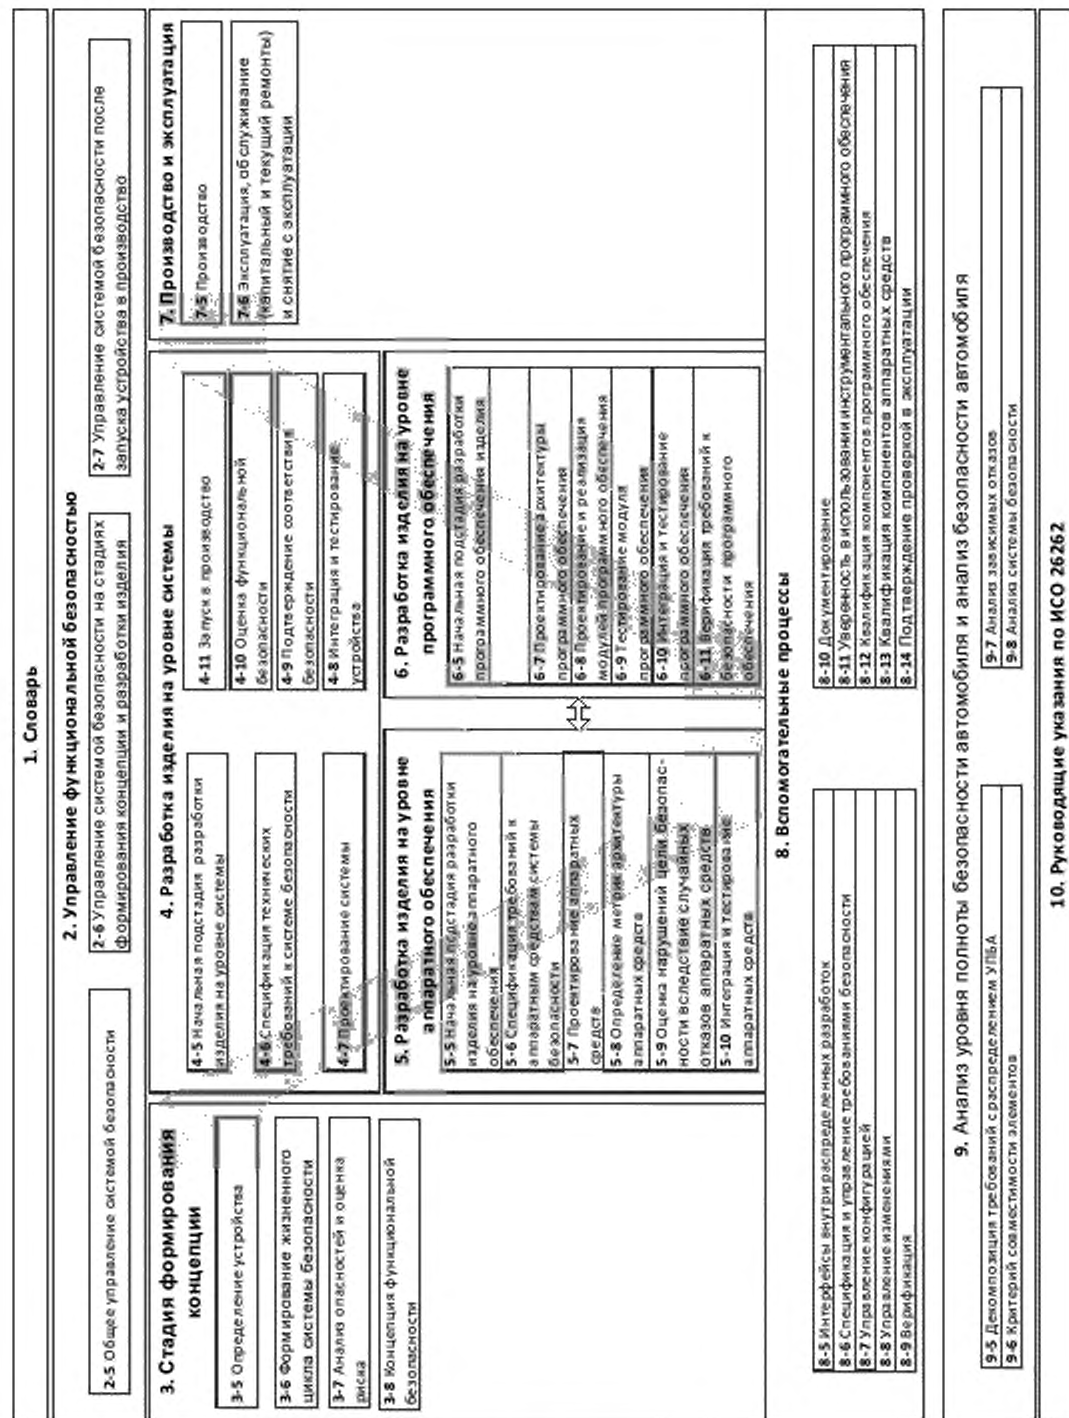 1. Словарь
2. Управление функциональной безопасностью
2-5 Общее управление системой безопасности
2-6 Управление системой безопасности на стадиях
формирования концепции и разработки изделия
2-7 Управление системой безопасности после
запуска устройства в производство
3. Стадия формирования
концепции
3-5 Определение устройства
3-6 Формирование жизненного
цикла системы безопасности
3-7 Анализ опасностей и оценка
риска
3-8 Концепция функциональной
безопасности
4. Разработка изделия на уровне системы
4-5 Начальная подстадия разработки
изделия на уровне системы
4-6 Спецификация технических
требований к системе безопасности
4-7 Проектирование системы
4-11 Запуск в производство
4-10 Оценка функциональной
безопасности
4-9 Подтверждение соответствия
безопасности
4-8 Интеграция и тестирование
устройства
7. Производство и эксплуатация
7-5 Производство
7-6 Эксплуатация, обслуживание
(капитальный и текущий ремонты)
и снятие с эксплуатации
5. Разработка изделия на уровне
аппаратного обеспечения
5-5 Начальная подстадия разработки
изделия на уровне аппаратного
обеспечения
5-6 Спецификация требований к
аппаратным средствам системы
безопасности
5-7 Проектирование аппаратных
средств
5-8 Определение метрик архитектуры
аппаратных средств
5-9 Оценка нарушений цели безопас-
ности вследствие случайных
отказов аппаратных средств
5-10 Интеграция и тестирование
аппаратных средств
6. Разработка изделия на уровне
программного обеспечения
6-5 Начальная подстадия разработки
программного обеспечения изделия
6-7 Проектирование архитектуры
программного обеспечения
6-8 Проектирование и реализация
модулей программного обеспечения
6-9 Тестирование модуля
программного обеспечения
6-10 Интеграция и тестирование
программного обеспечения
6-11 Верификация требований к
безопасности программного
обеспечения
8. Вспомогательные процессы
8-5 Интерфейсы внутри распределенных разработок
8-6 Спецификация и управление требованиями безопасности
8-7 Управление конфигурацией
8-8 Управление изменениями
8-9 Верификация
8-10 Документирование
8-11 Уверенность в использовании инструментального программного обеспечения
8-12 Квалификация компонентов программного обеспечения
8-13 Квалификация компонентов аппаратных средств
8-14 Подтверждение проверкой в эксплуатации
9. Анализ уровня полноты безопасности автомобиля и анализ безопасности автомобиля
9-5 Декомпозиция требований с распределением УПБА
9-6 Критерий совместимости элементов
9-7 Анализ зависимых отказов
9-8 Анализ системы безопасности
10. Руководящие указания по ИСО 26262